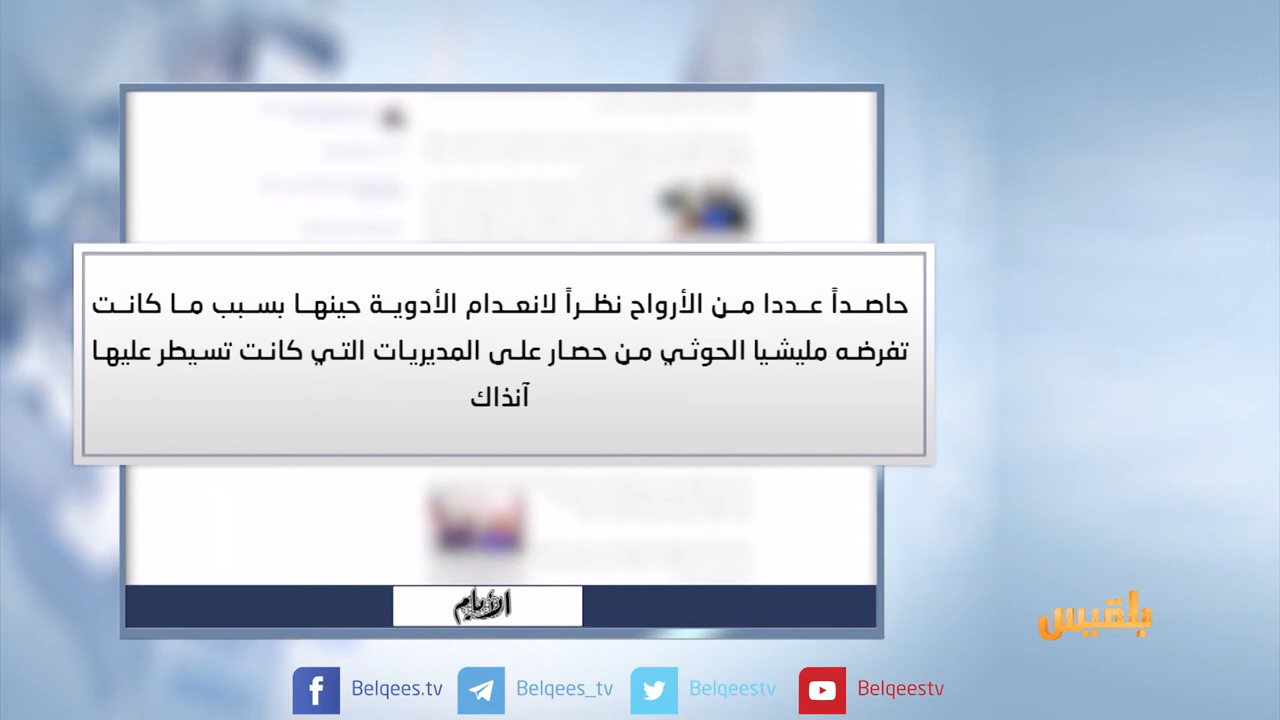 حاصداً عددا من الأرواح نظراً لانعدام الأدوية حينها بسبب ما كانت
تفرضه مليشيا الحوثي من حصار على المديريات التي كانت تسيطر عليها
آنذاك
الأيام
بلقيس
Belqees.tv
Belqees_tv
Belqeestv
Belqeestv